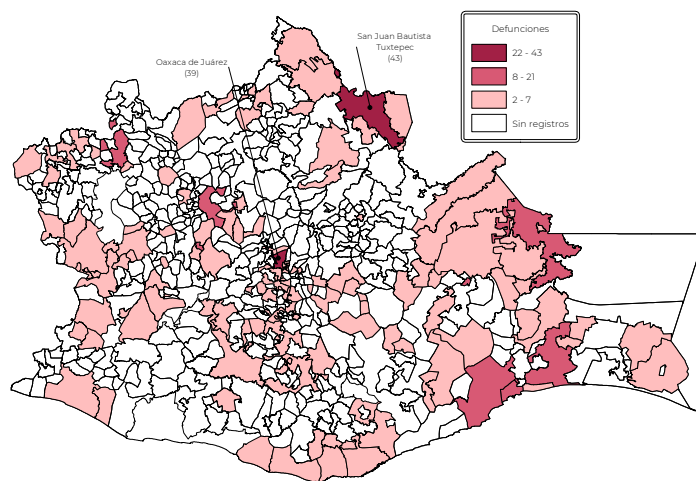 San Juan Bautista
Tuxtepec
(43)
Oaxaca de Juárez
(39)
Defunciones
22 - 43
8 - 21
2 - 7
Sin registros